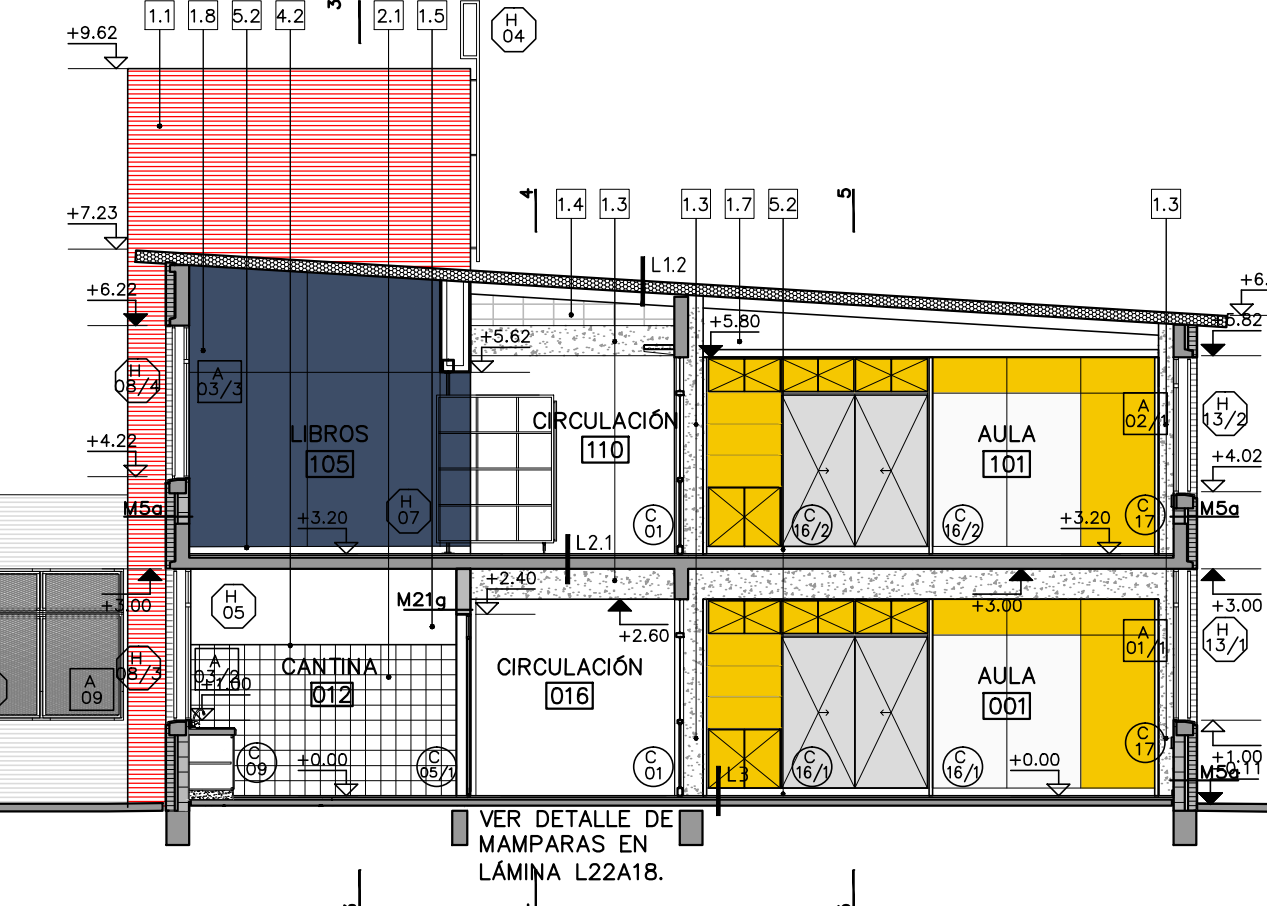 1.1
1.8
5.2
4.2
3
2.1
1.5
H
04
+9.62
+7.23
4
1.4
1.3
1.3
1.7
5.2
5
1.3
L1.2
+6.22
+5.62
+5.80
5.82
H
08/4
A
03/3
LIBROS
105
CIRCULACIÓN
110
AULA
101
A
02/1
H
13/2
+4.22
+4.02
M5a
H
07
+3.20
C
01
C
16/2
C
16/2
+3.20
C
17
M5a
L2.1
+3.00
H
05
M21g
+2.40
+2.60
+3.00
+3.00
H
08/3
A
03/2
+1.00
CANTINA
012
CIRCULACIÓN
016
AULA
001
A
01/1
H
13/1
A
09
C
09
+0.00
C
05/1
C
01
L3
C
16/1
C
16/1
+0.00
C
17
+1.00
M5a
VER DETALLE DE
MAMPARAS EN
LÁMINA L22A18.